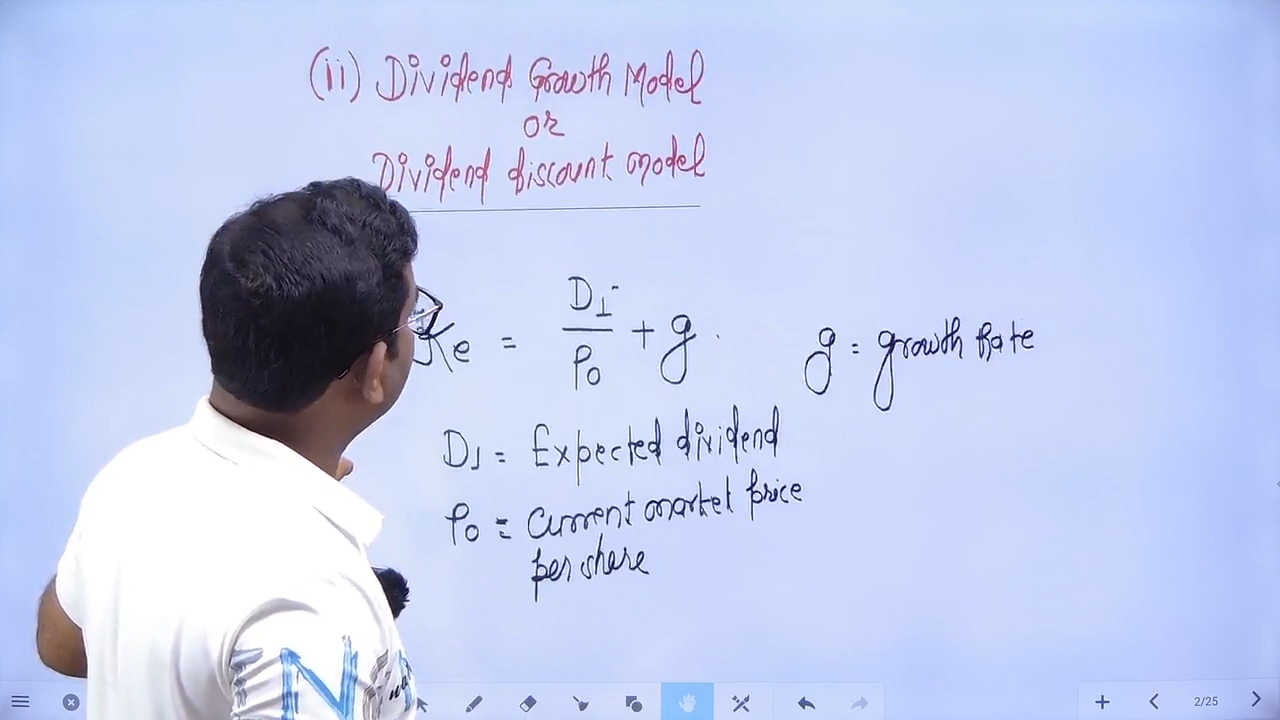 (ii) Dividend Growth Model
or
Dividend discount model
Ke = D1/P0 + g
g = growth Rate
D1 = Expected dividend
P0 = Current market price
per share
2/25